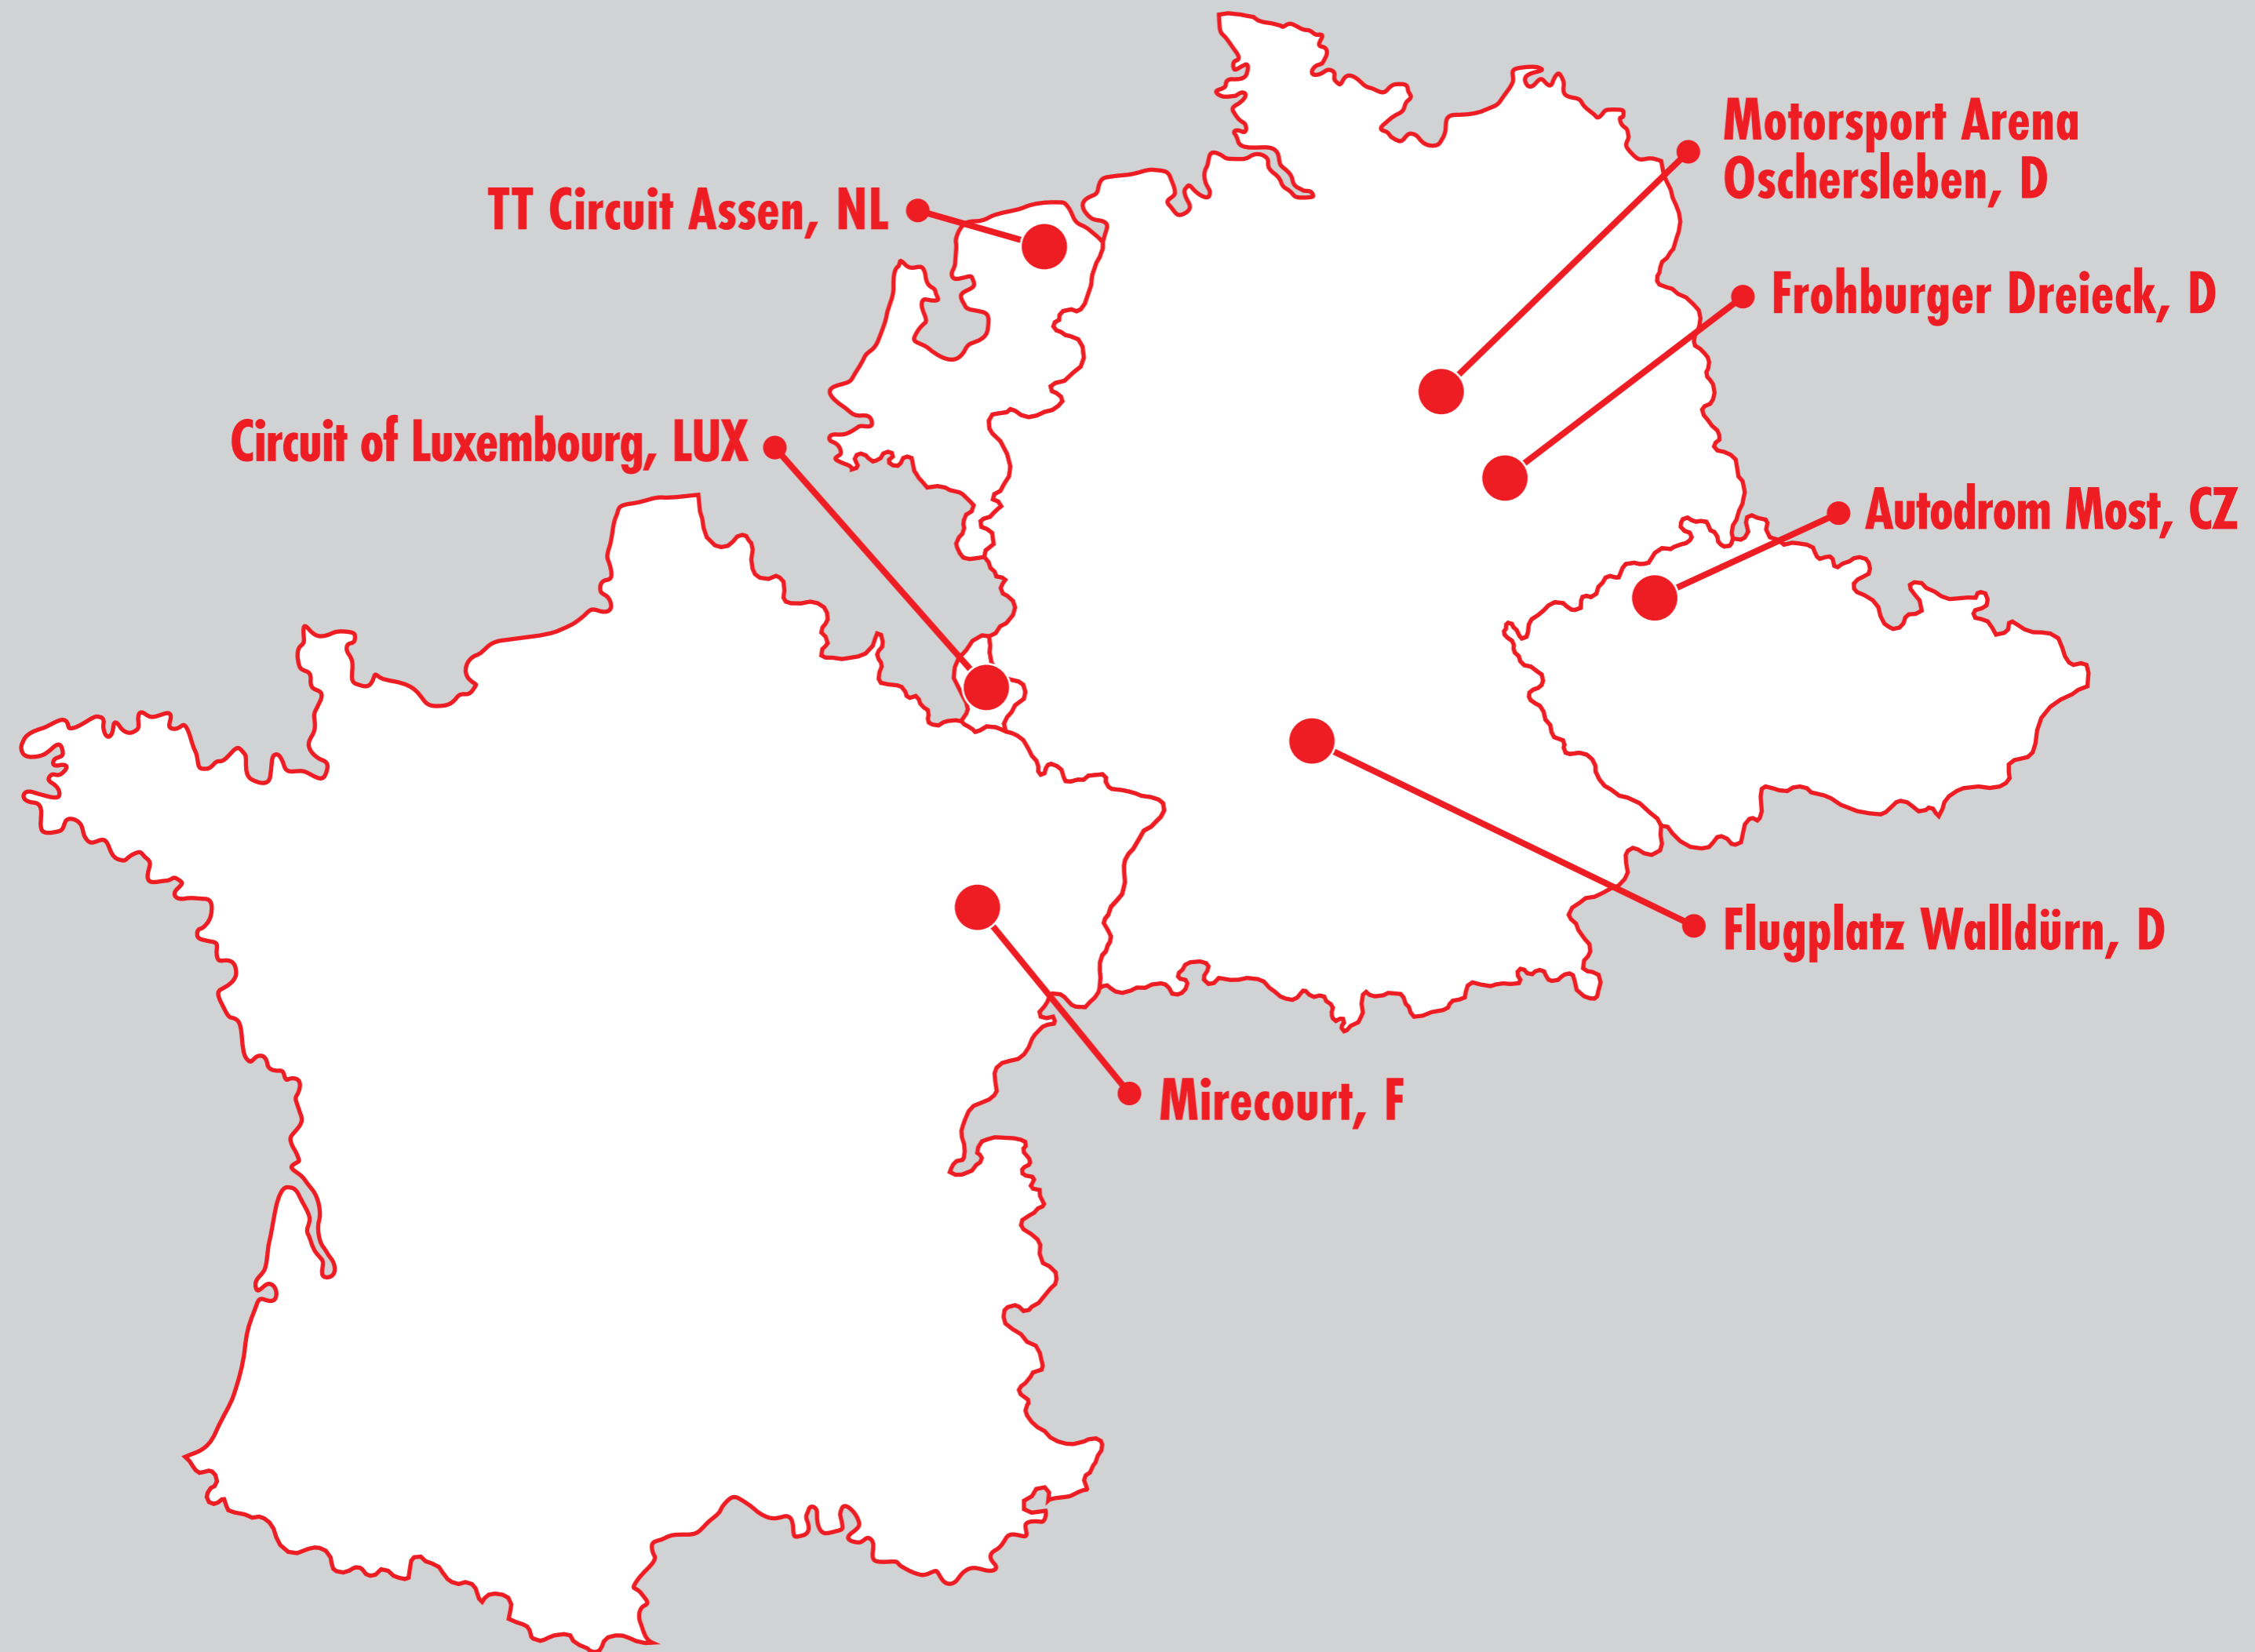 Motorsport Arena
Oschersleben, D
TT Circuit Assen, NL
Frohburger Dreieck, D
Circuit of Luxembourg, LUX
Autodrom Most, CZ
Flugplatz Walldürn, D
Mirecourt, F